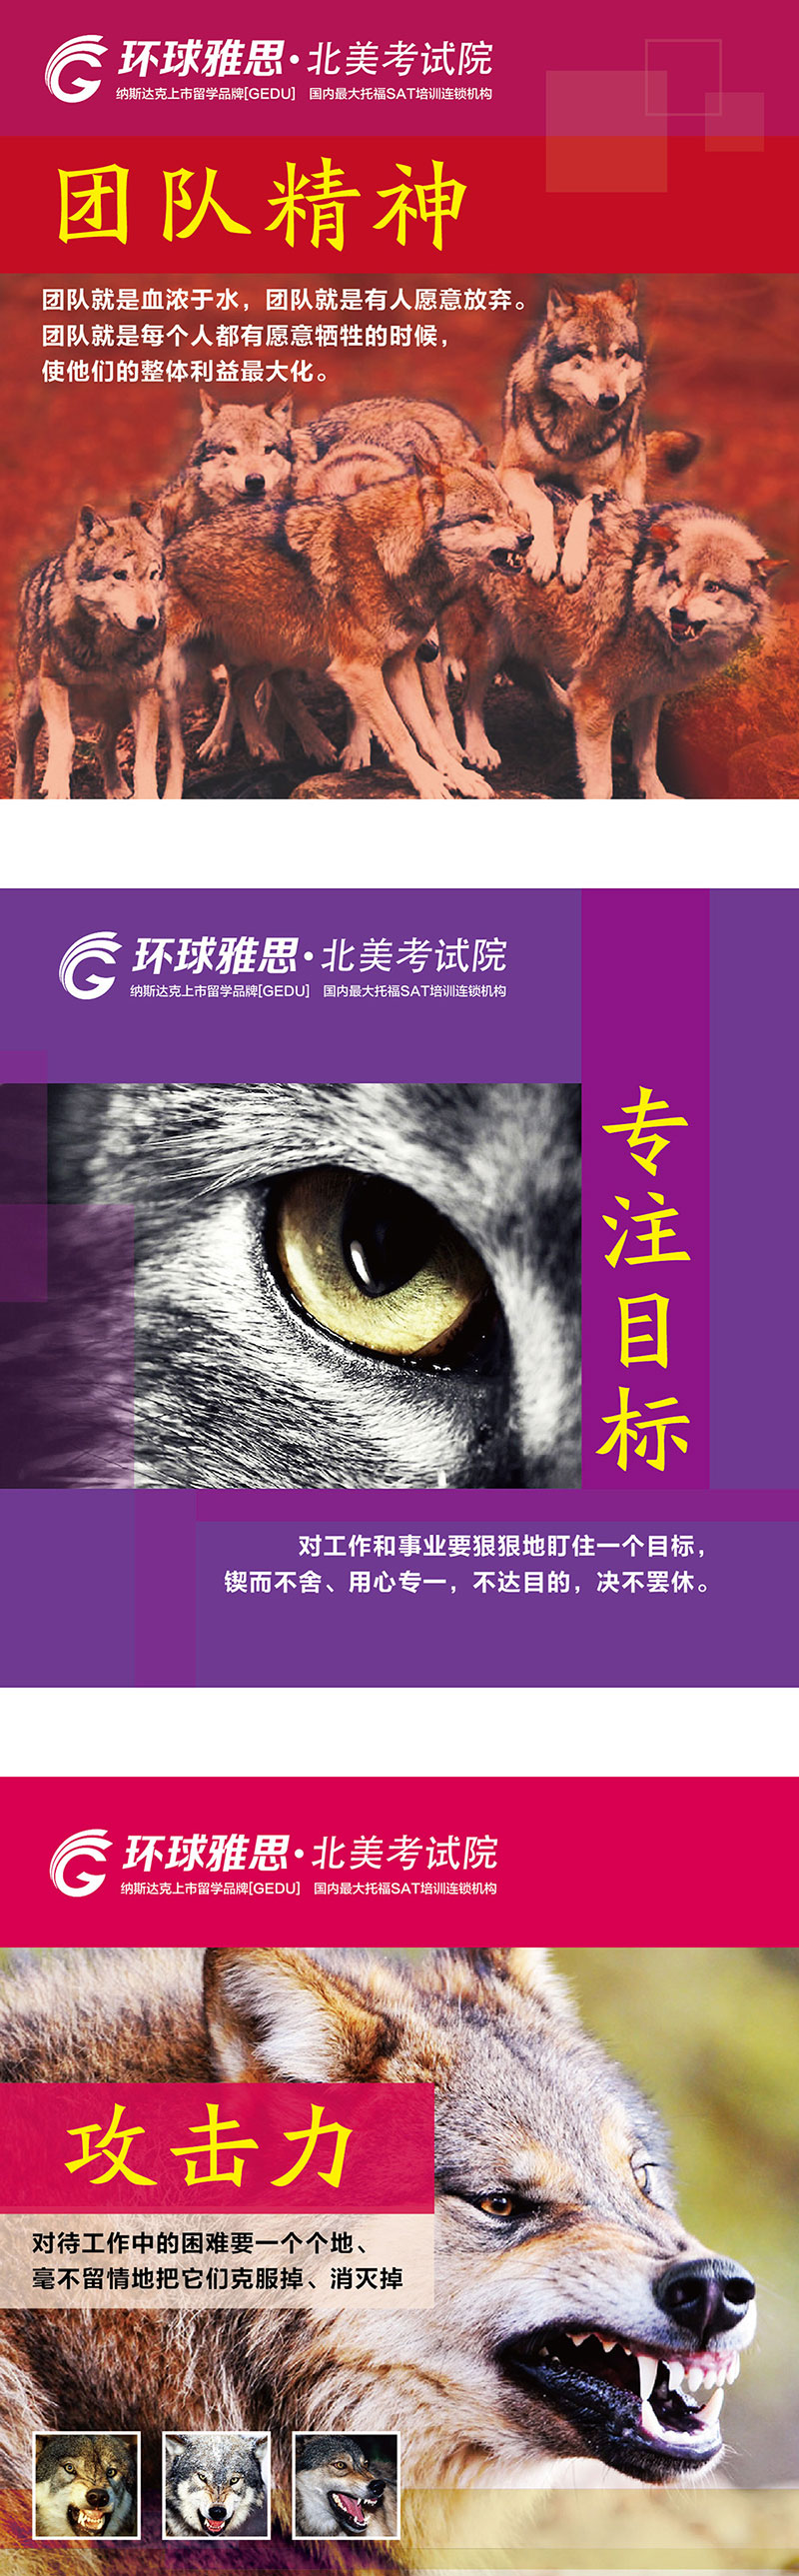 环球雅思·北美考试院
纳斯达克上市留学品牌[GEDU] 国内最大托福SAT培训连锁机构
团队精神
团队就是血浓于水，团队就是有人愿意放弃。
团队就是每个人都有愿意牺牲的时候，
使他们的整体利益最大化。
环球雅思·北美考试院
纳斯达克上市留学品牌[GEDU] 国内最大托福SAT培训连锁机构
专注目标
对工作和事业要狠狠地盯住一个目标，
锲而不舍、用心专一，不达目的，决不罢休。
环球雅思·北美考试院
纳斯达克上市留学品牌[GEDU] 国内最大托福SAT培训连锁机构
攻击力
对待工作中的困难要一个个地、
毫不留情地把它们克服掉、消灭掉